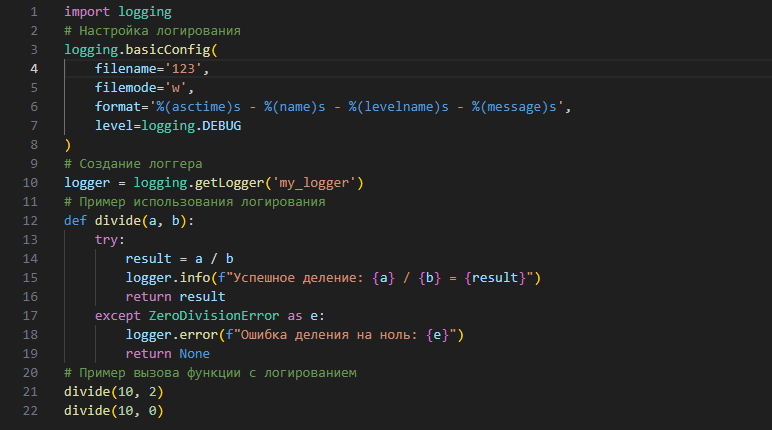 1 import logging
2 # Настройка логирования
3 logging.basicConfig(
4     filename='123',
5     filemode='w',
6     format='%(asctime)s - %(name)s - %(levelname)s - %(message)s',
7     level=logging.DEBUG
8 )
9 # Создание логгера
10 logger = logging.getLogger('my_logger')
11 # Пример использования логирования
12 def divide(a, b):
13     try:
14         result = a / b
15         logger.info(f"Успешное деление: {a} / {b} = {result}")
16         return result
17     except ZeroDivisionError as e:
18         logger.error(f"Ошибка деления на ноль: {e}")
19         return None
20 # Пример вызова функции с логированием
21 divide(10, 2)
22 divide(10, 0)